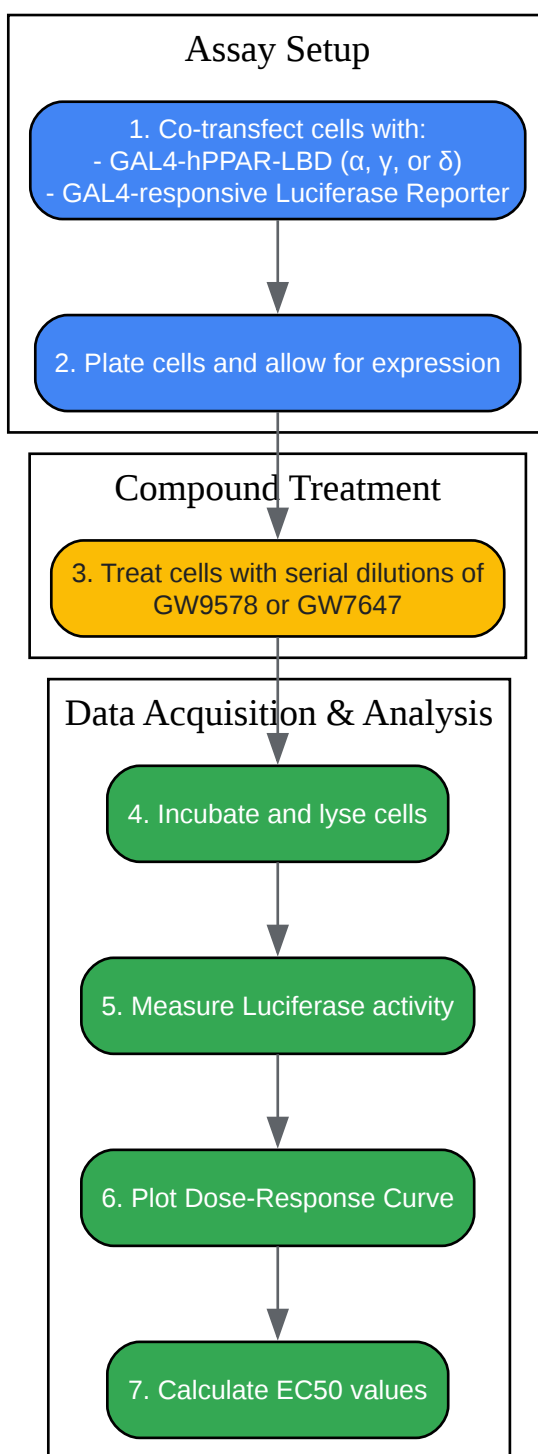 Assay Setup
1. Co-transfect cells with:
- GAL4-hPPAR-LBD (α, γ, or δ)
- GAL4-responsive Luciferase Reporter
2. Plate cells and allow for expression
Compound Treatment
3. Treat cells with serial dilutions of
GW9578 or GW7647
Data Acquisition & Analysis
4. Incubate and lyse cells
5. Measure Luciferase activity
6. Plot Dose-Response Curve
7. Calculate EC50 values